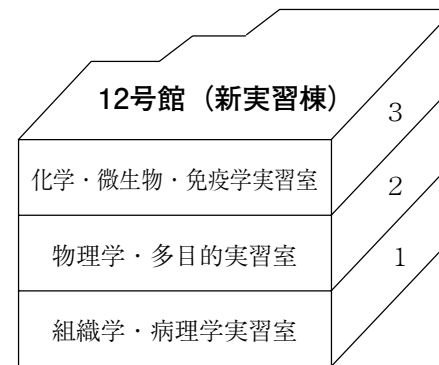 12号館（新実習棟）
3
化学・微生物・免疫学実習室
2
物理学・多目的実習室
1
組織学・病理学実習室